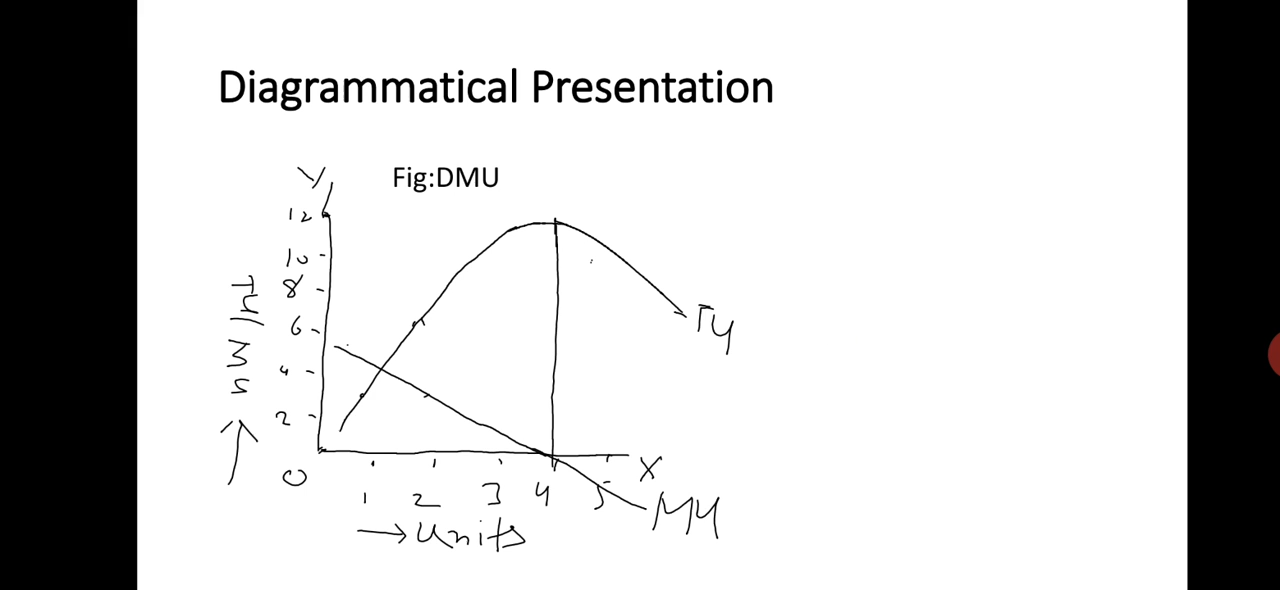 Diagrammatical Presentation
Fig:DMU
Y
12
10
8
6
4
2
0
TU/MU
1 2 3 4 5
X
→ Units
TU
MU